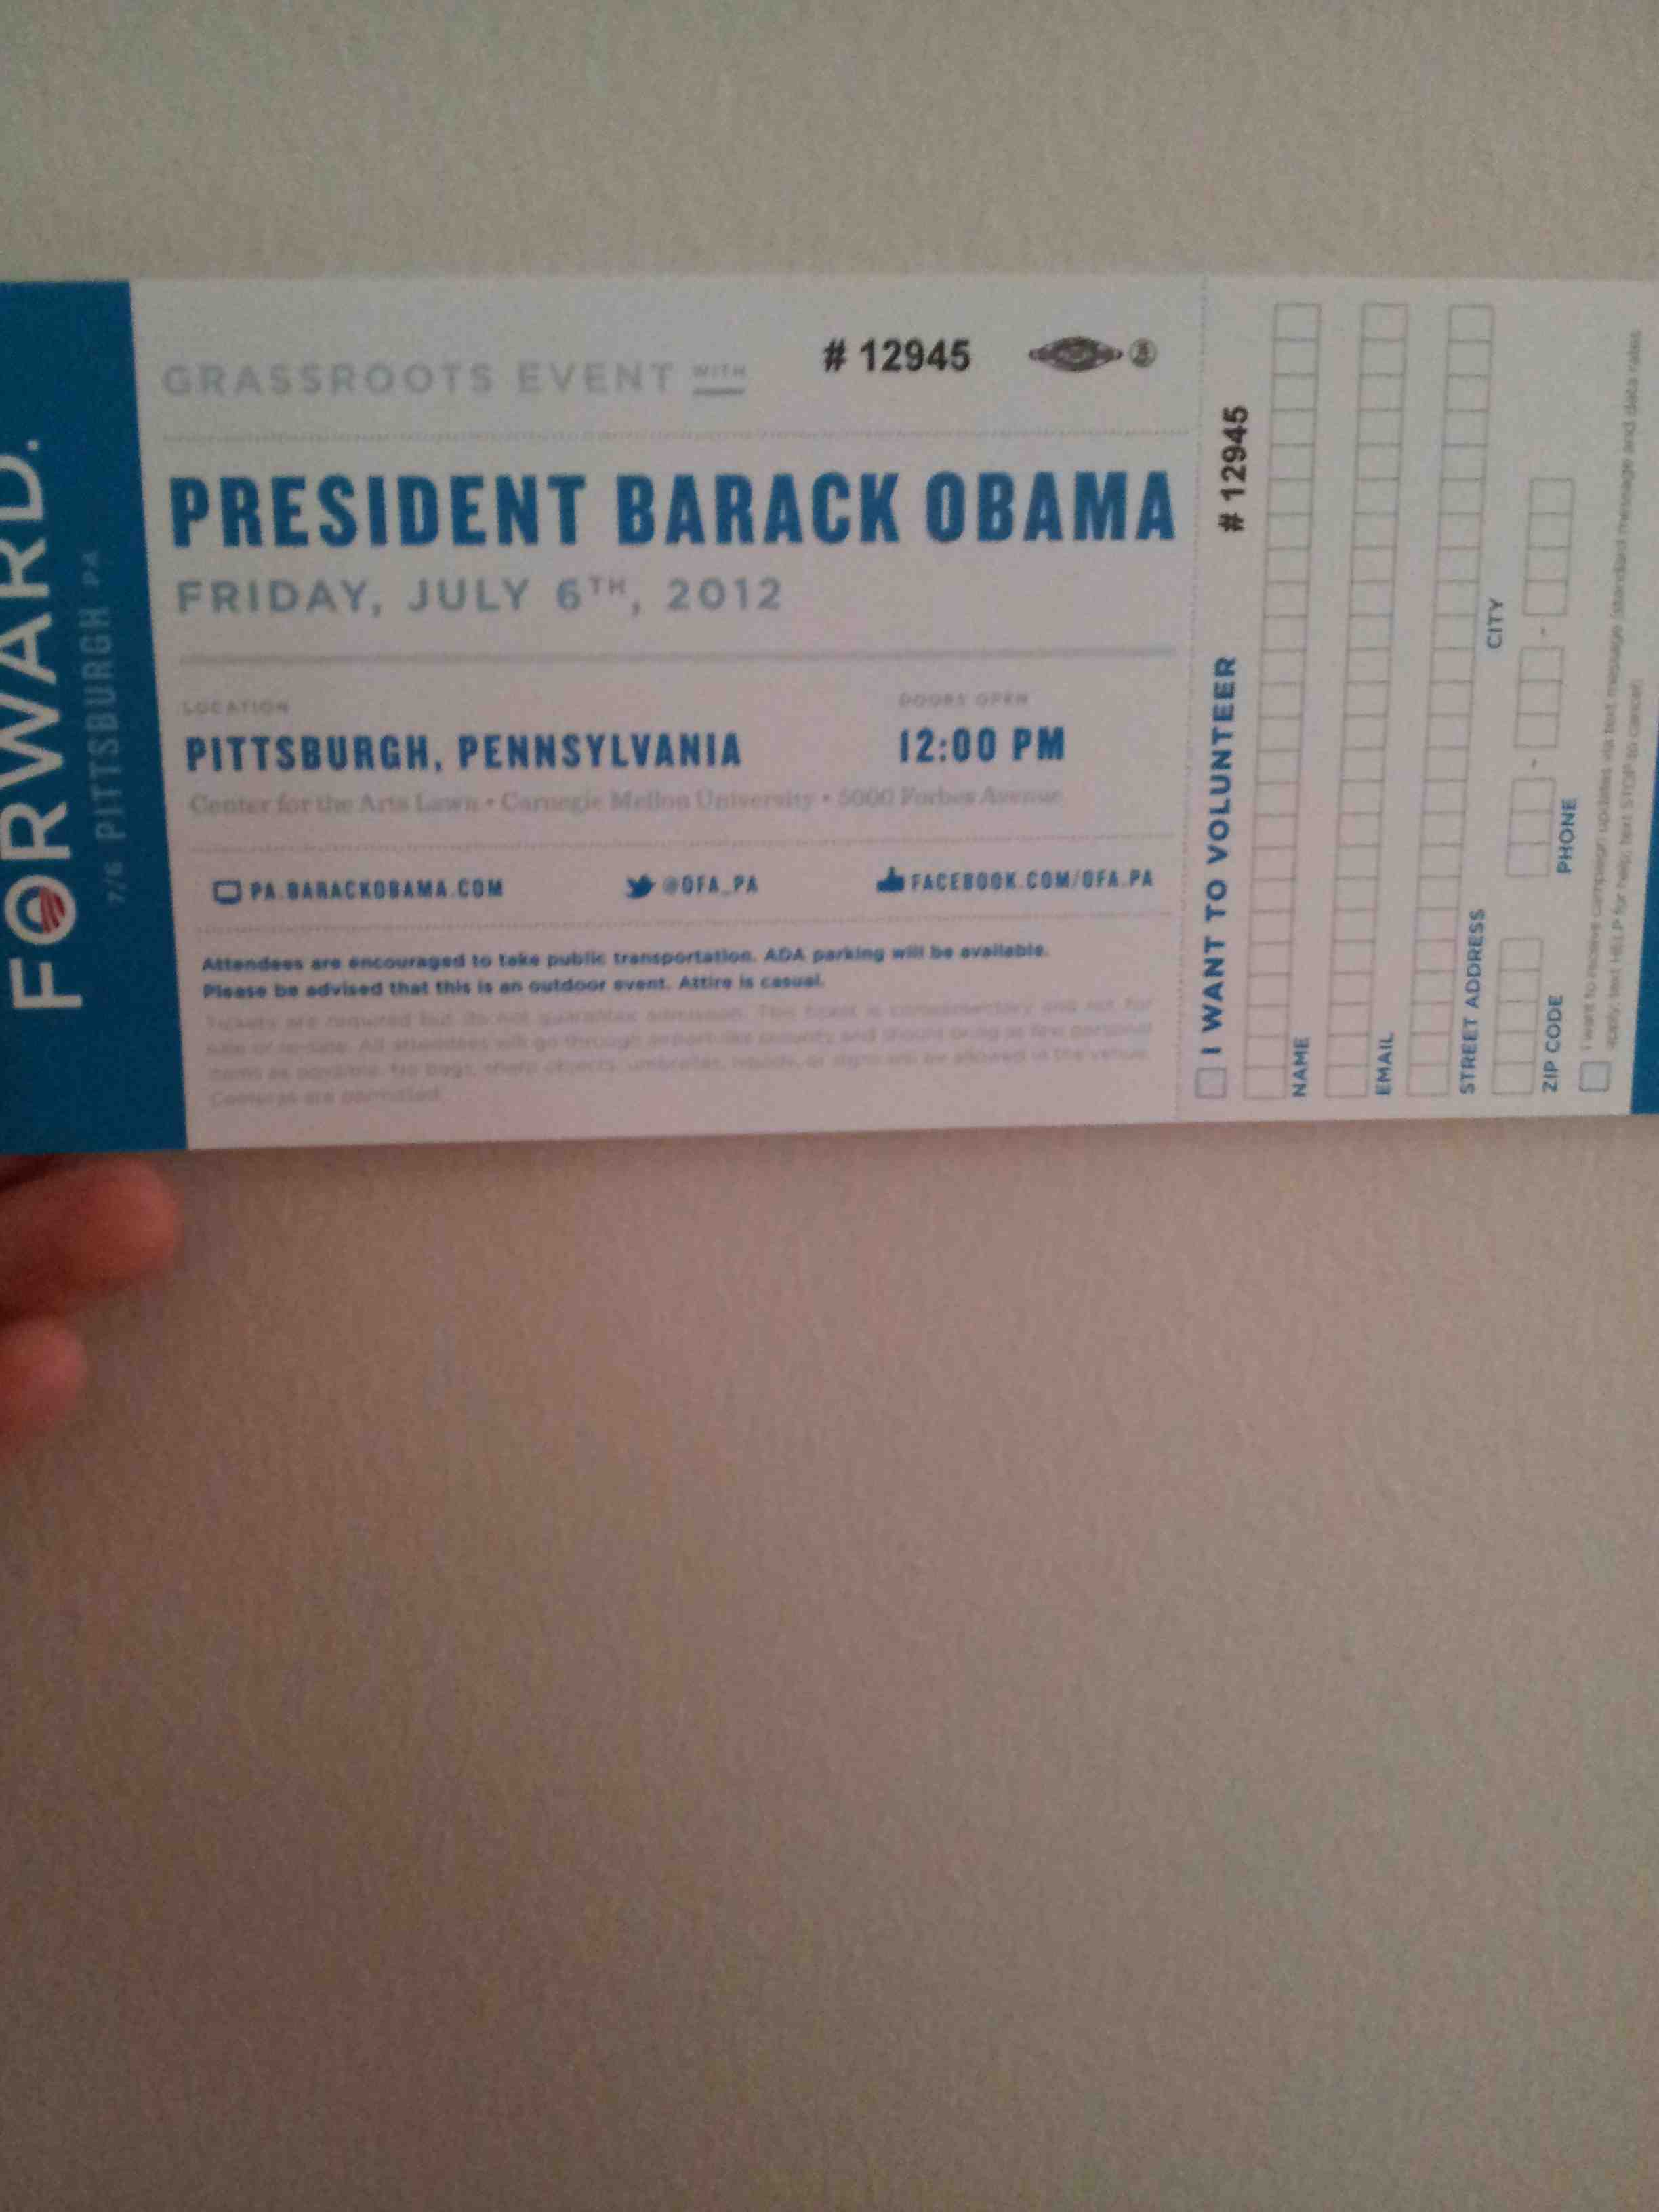 FORWARD.
7/6 PITTSBURGH PA
GRASSROOTS EVENT WITH
# 12945
PRESIDENT BARACK OBAMA
FRIDAY, JULY 6TH, 2012
LOCATION
PITTSBURGH, PENNSYLVANIA
Center for the Arts Lawn • Carnegie Mellon University • 5000 Forbes Avenue
DOORS OPEN
12:00 PM
PA.BARACKOBAMA.COM
@OFA_PA
FACEBOOK.COM/OFA.PA
Attendees are encouraged to take public transportation. ADA parking will be available.
Please be advised that this is an outdoor event. Attire is casual.
Tickets are required but do not guarantee admission. This ticket is complimentary and not for
sale or re-sale. All attendees will go through airport-like security and should bring as few personal
items as possible. No bags, sharp objects, umbrellas, liquids, or signs will be allowed in the venue.
Cameras are permitted.
I WANT TO VOLUNTEER
# 12945
NAME
EMAIL
STREET ADDRESS
CITY
ZIP CODE
PHONE
I want to receive campaign updates via text message (standard message and data rates
apply; text HELP for help; text STOP to cancel)